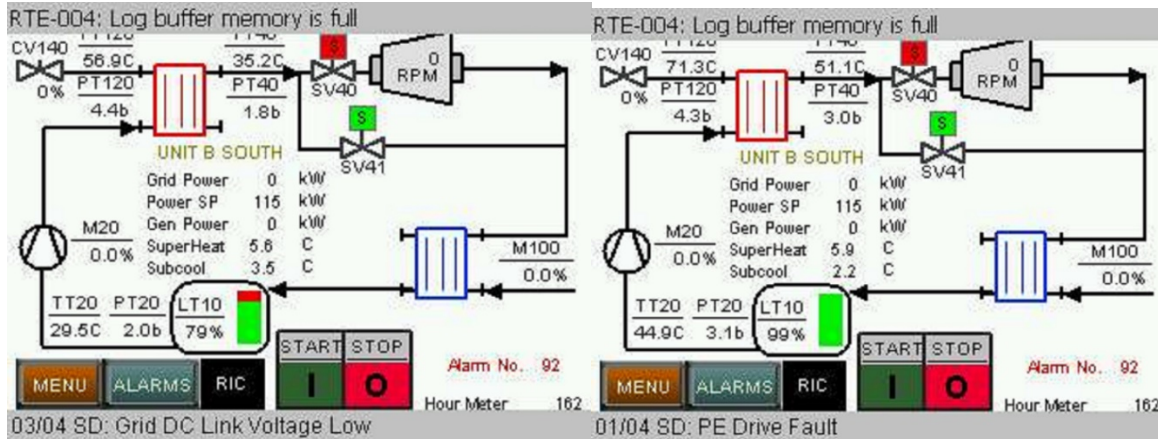 RTE-004: Log buffer memory is full
CV140
56.9C
35.2C
S
0
RPM
0%
PT120
4.4b
PT40
1.8b
SV40
S
UNIT B SOUTH
SV41
Grid Power 0 kW
Power SP 115 kW
Gen Power 0 kW
SuperHeat 5.6 C
Subcool 3.5 C
M20
0.0%
M100
0.0%
TT20 PT20 LT10
29.5C 2.0b 79%
START STOP
I O
MENU ALARMS RIC
Alarm No. 92
Hour Meter 162
03/04 SD: Grid DC Link Voltage Low
RTE-004: Log buffer memory is full
CV140
71.3C
51.1C
S
0
RPM
0%
PT120
4.3b
PT40
3.0b
SV40
S
UNIT B SOUTH
SV41
Grid Power 0 kW
Power SP 115 kW
Gen Power 0 kW
SuperHeat 5.9 C
Subcool 2.2 C
M20
0.0%
M100
0.0%
TT20 PT20 LT10
44.9C 3.1b 99%
START STOP
I O
MENU ALARMS RIC
Alarm No. 92
Hour Meter 162
01/04 SD: PE Drive Fault